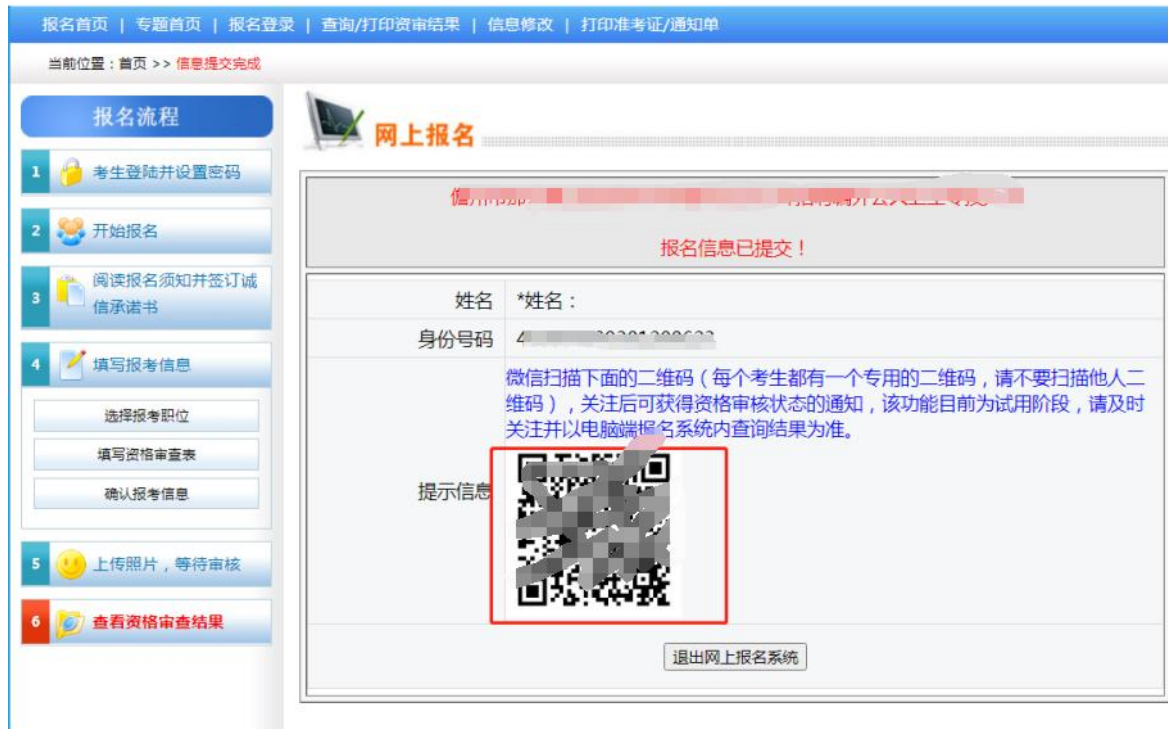 报名首页 | 专题首页 | 报名登录 | 查询/打印资审结果 | 信息修改 | 打印准考证/通知单
当前位置：首页 >> 信息提交完成
报名流程
1 考生登陆并设置密码
2 开始报名
3 阅读报名须知并签订诚
信承诺书
4 填写报考信息
选择报考职位
填写资格审查表
确认报考信息
5 上传照片，等待审核
6 查看资格审查结果
网上报名
儋州市
报名信息已提交！
姓名 *姓名：
身份号码 4
提示信息
微信扫描下面的二维码（每个考生都有一个专用的二维码，请不要扫描他人二
维码），关注后可获得资格审核状态的通知，该功能目前为试用阶段，请及时
关注并以电脑端报名系统内查询结果为准。
退出网上报名系统